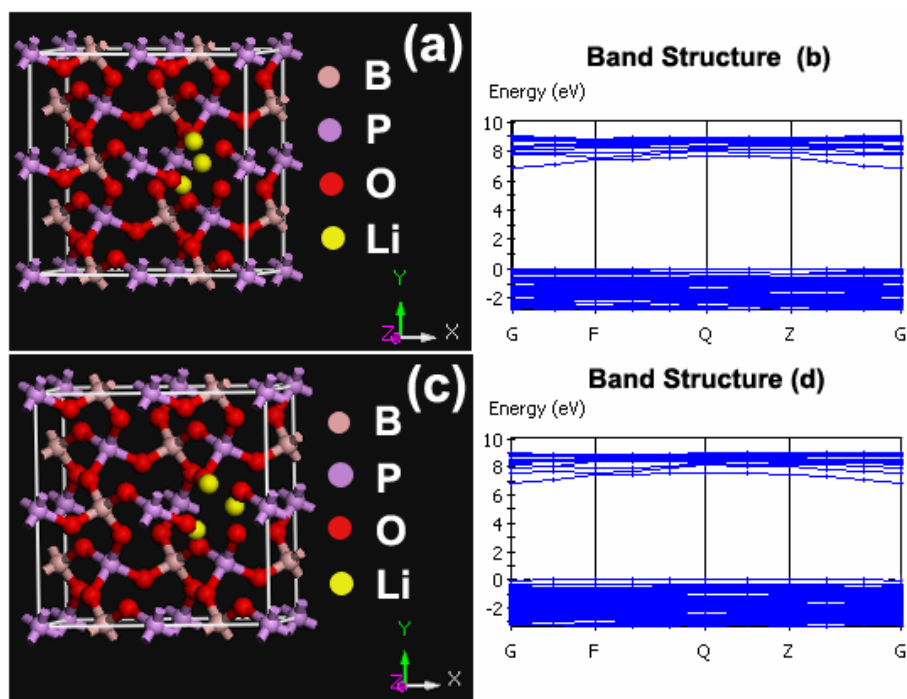 (a)
B
P
O
Li
Y
Z
X
Band Structure (b)
Energy (eV)
10
8
6
4
2
0
-2
G F Q Z G
(c)
B
P
O
Li
Y
Z
X
Band Structure (d)
Energy (eV)
10
8
6
4
2
0
-2
G F Q Z G